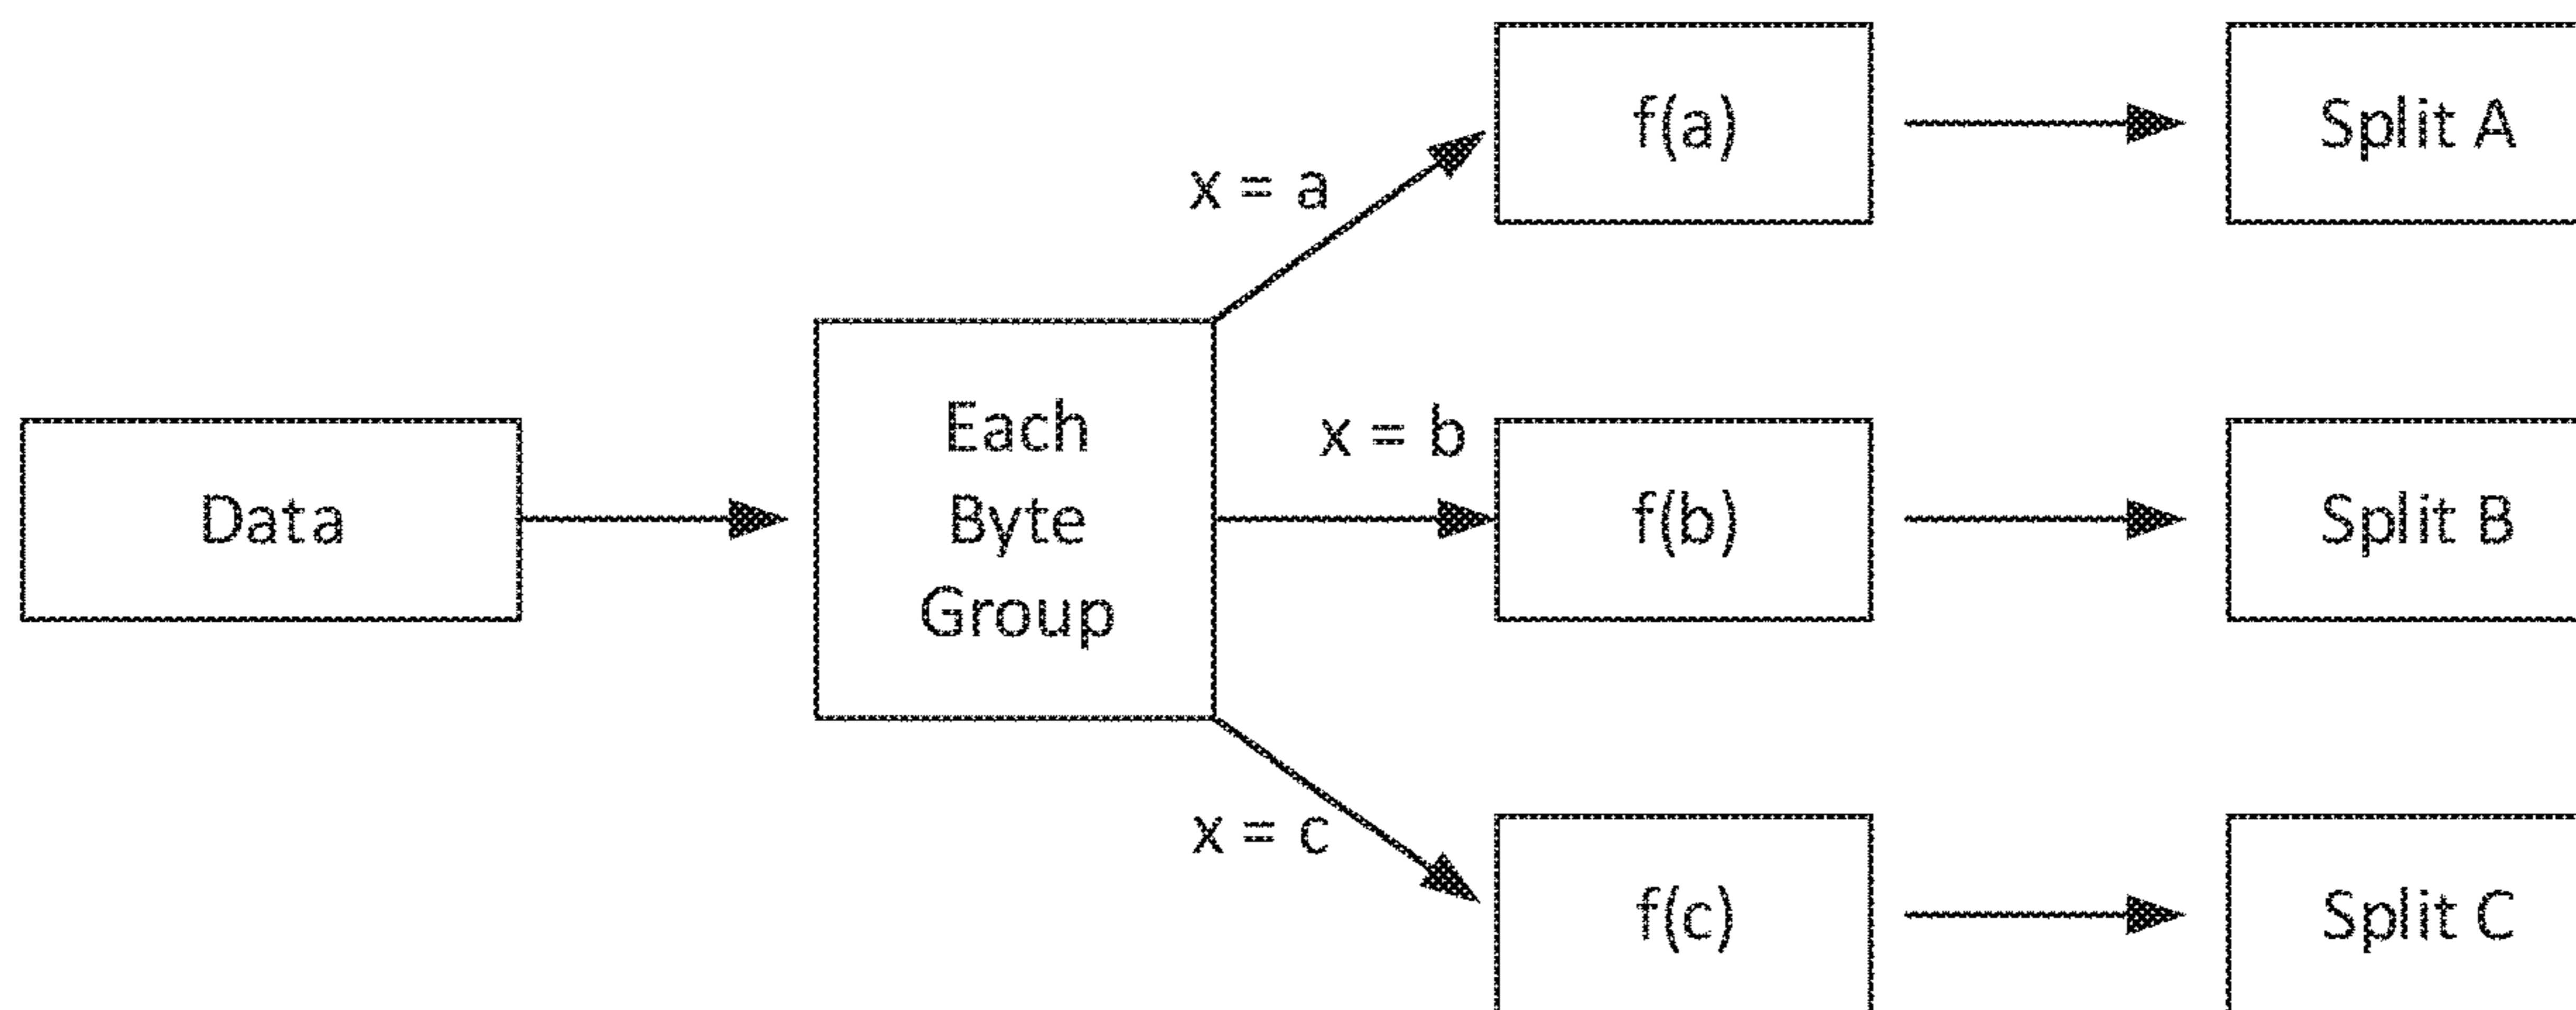 f(a)
Split A
x = a
x = b
Each
Byte
Group
Data
f(b)
Split B
x = c
f(c)
Split C